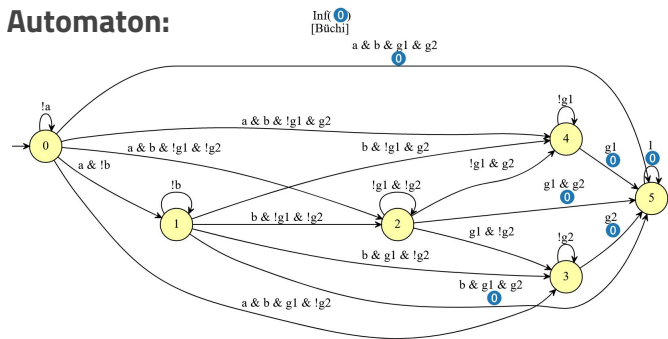 Automaton:
Inf(0)
[Büchi]
a & b & g1 & g2
0
!a
0
a & b & !g1 & g2
a & b & !g1 & !g2
a & !b
b & !g1 & g2
!g1
4
g1
0
1
0
5
!g1 & g2
!b
1
!g1 & !g2
2
b & !g1 & !g2
g1 & g2
0
g1 & !g2
b & g1 & !g2
!g2
3
g2
0
b & g1 & g2
0
a & b & g1 & !g2